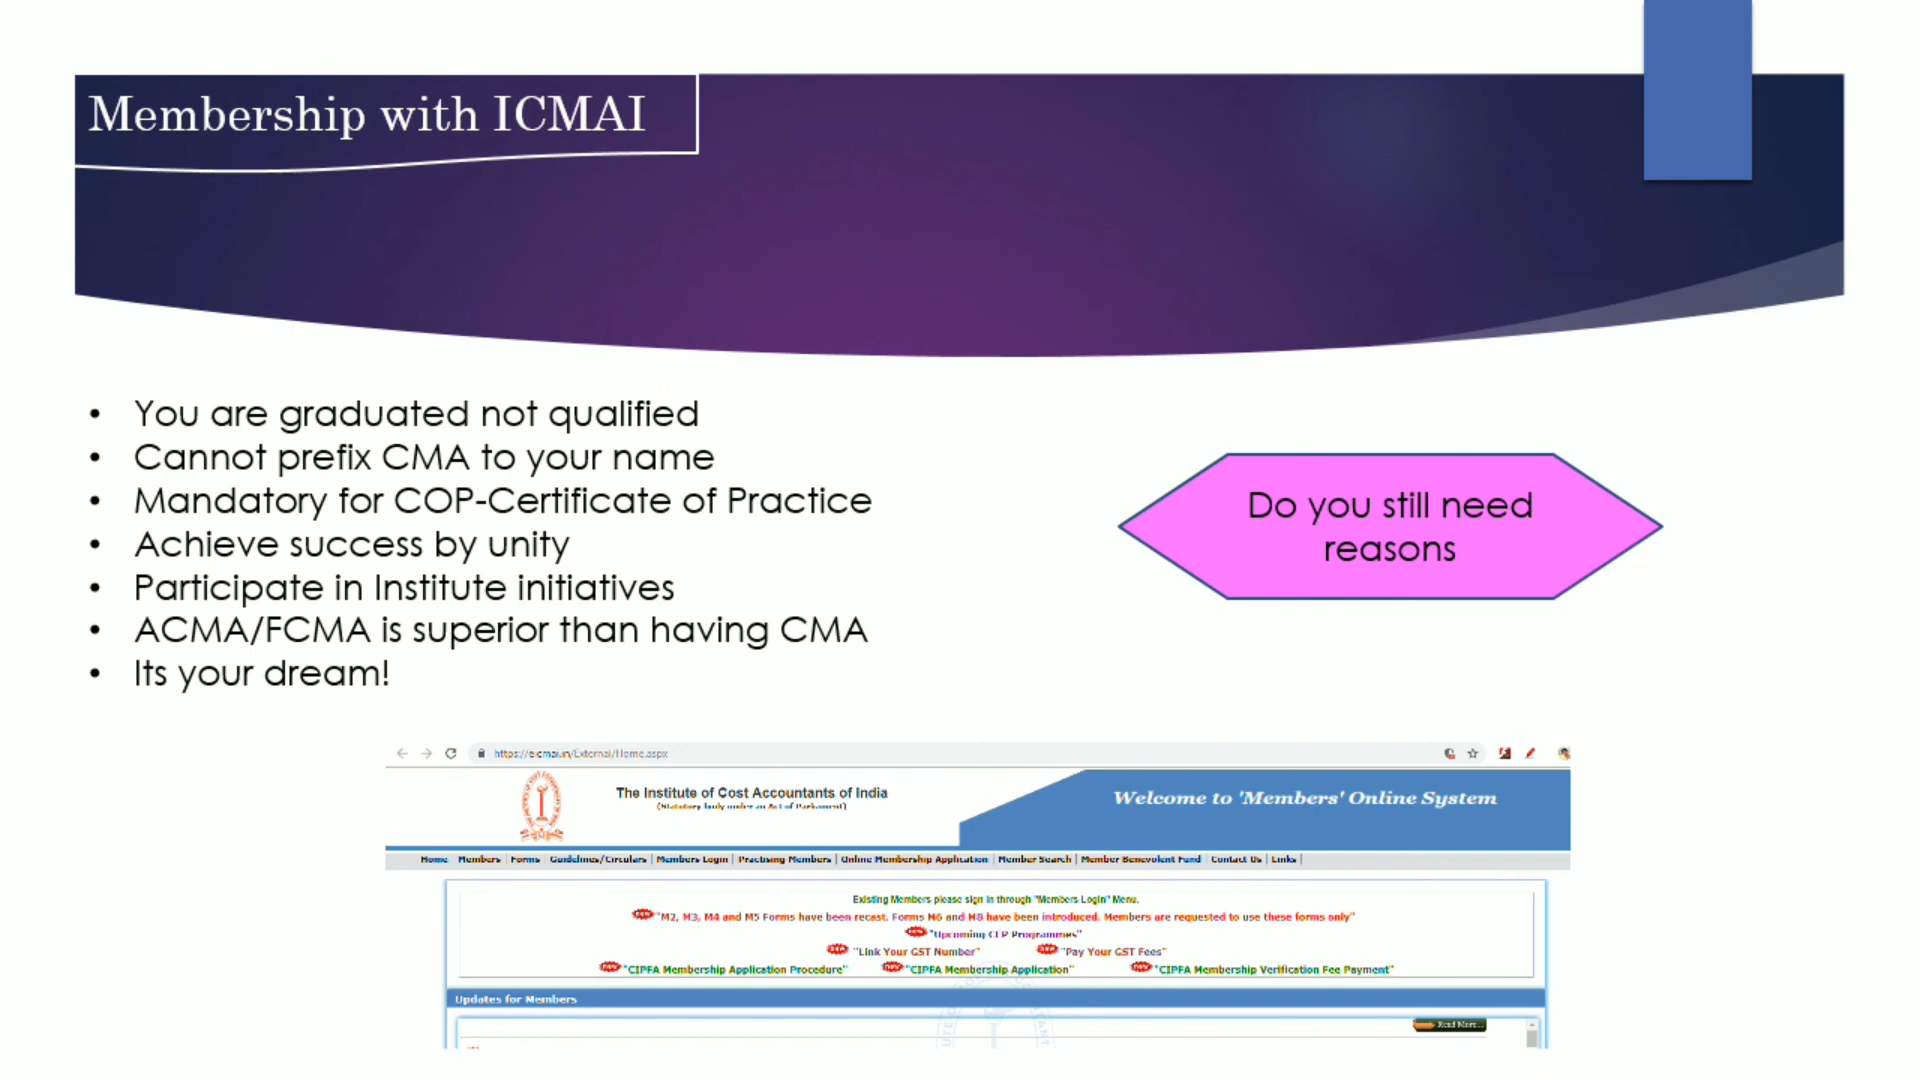 Membership with ICMAI
• You are graduated not qualified
• Cannot prefix CMA to your name
• Mandatory for COP-Certificate of Practice
• Achieve success by unity
• Participate in Institute initiatives
• ACMA/FCMA is superior than having CMA
• Its your dream!
Do you still need
reasons
https://eicmai.in/External/Home.aspx
The Institute of Cost Accountants of India
(Statutory body under an Act of Parliament)
Welcome to 'Members' Online System
Home Members | Forms Guidelines/Circulars | Members Login | Practising Members | Online Membership Application | Member Search | Member Benevolent Fund | Contact Us | Links |
Existing Members please sign in through "Members Login" Menu.
new "M2, M3, M4 and M5 Forms have been recast. Forms M6 and M8 have been introduced. Members are requested to use these forms only"
new "Upcoming CEP Programmes"
new "Link Your GST Number" new "Pay Your GST Fees"
new "CIPFA Membership Application Procedure" new "CIPFA Membership Application" new "CIPFA Membership Verification Fee Payment"
Updates for Members
Read More...